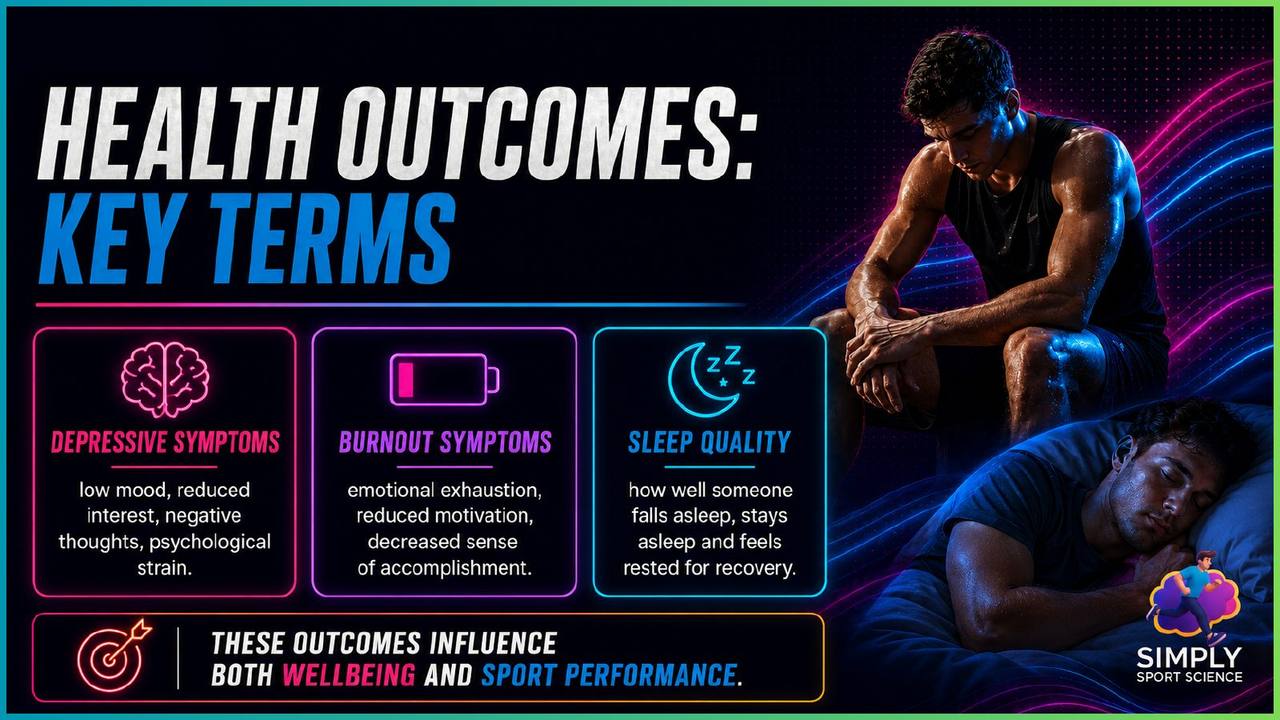 HEALTH OUTCOMES:
KEY TERMS
DEPRESSIVE SYMPTOMS
low mood, reduced
interest, negative
thoughts, psychological
strain.
BURNOUT SYMPTOMS
emotional exhaustion,
reduced motivation,
decreased sense
of accomplishment.
Z Z Z
SLEEP QUALITY
how well someone
falls asleep, stays
asleep and feels
rested for recovery.
THESE OUTCOMES INFLUENCE
BOTH WELLBEING AND SPORT PERFORMANCE.
SIMPLY
SPORT SCIENCE